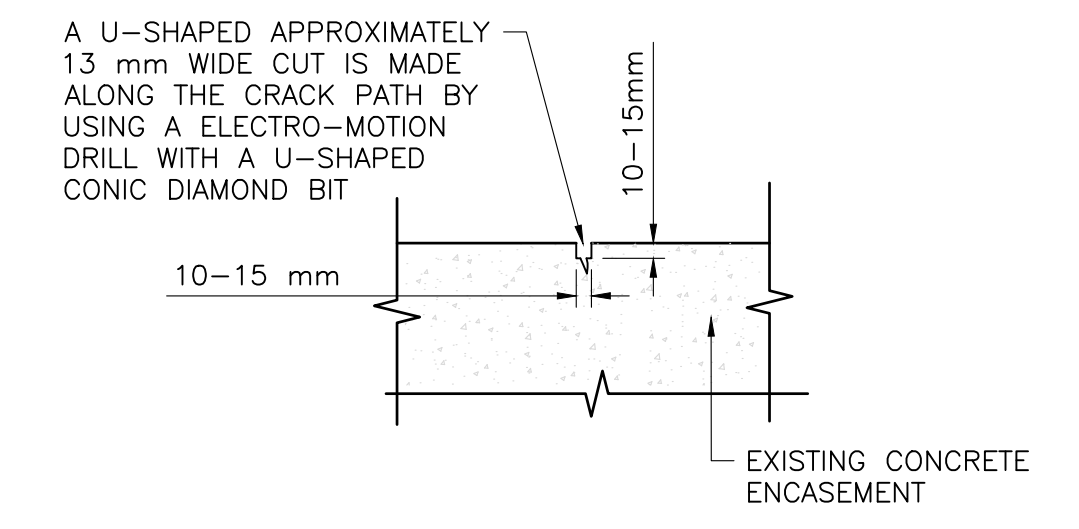 A U-SHAPED APPROXIMATELY
13 mm WIDE CUT IS MADE
ALONG THE CRACK PATH BY
USING A ELECTRO-MOTION
DRILL WITH A U-SHAPED
CONIC DIAMOND BIT
10-15mm
10-15 mm
EXISTING CONCRETE
ENCASEMENT